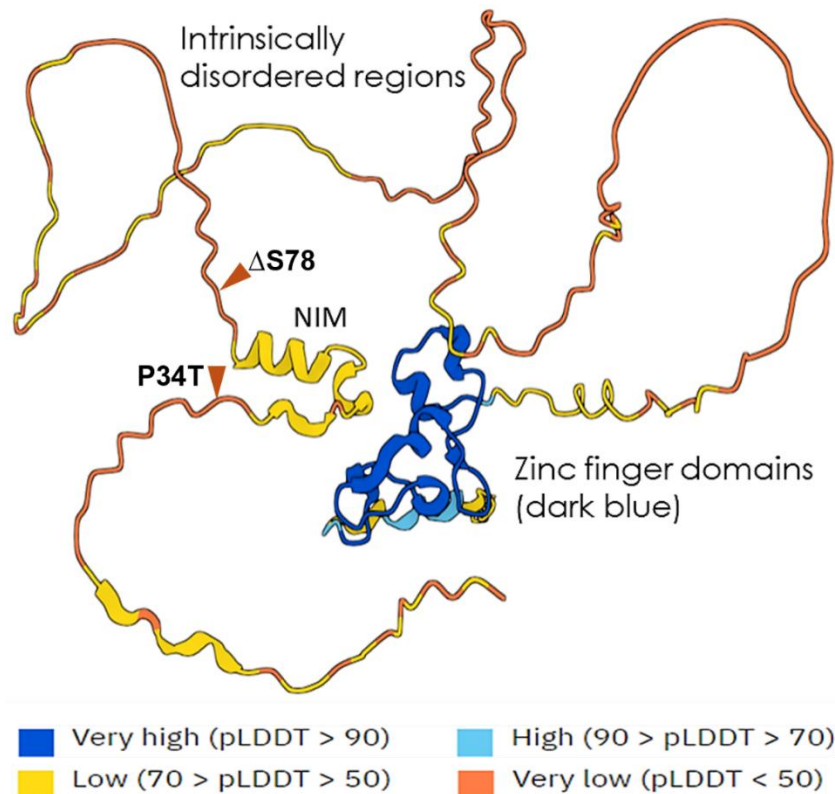 Intrinsically
disordered regions
ΔS78
NIM
P34T
Zinc finger domains
(dark blue)
Very high (pLDDT > 90)
High (90 > pLDDT > 70)
Low (70 > pLDDT > 50)
Very low (pLDDT < 50)